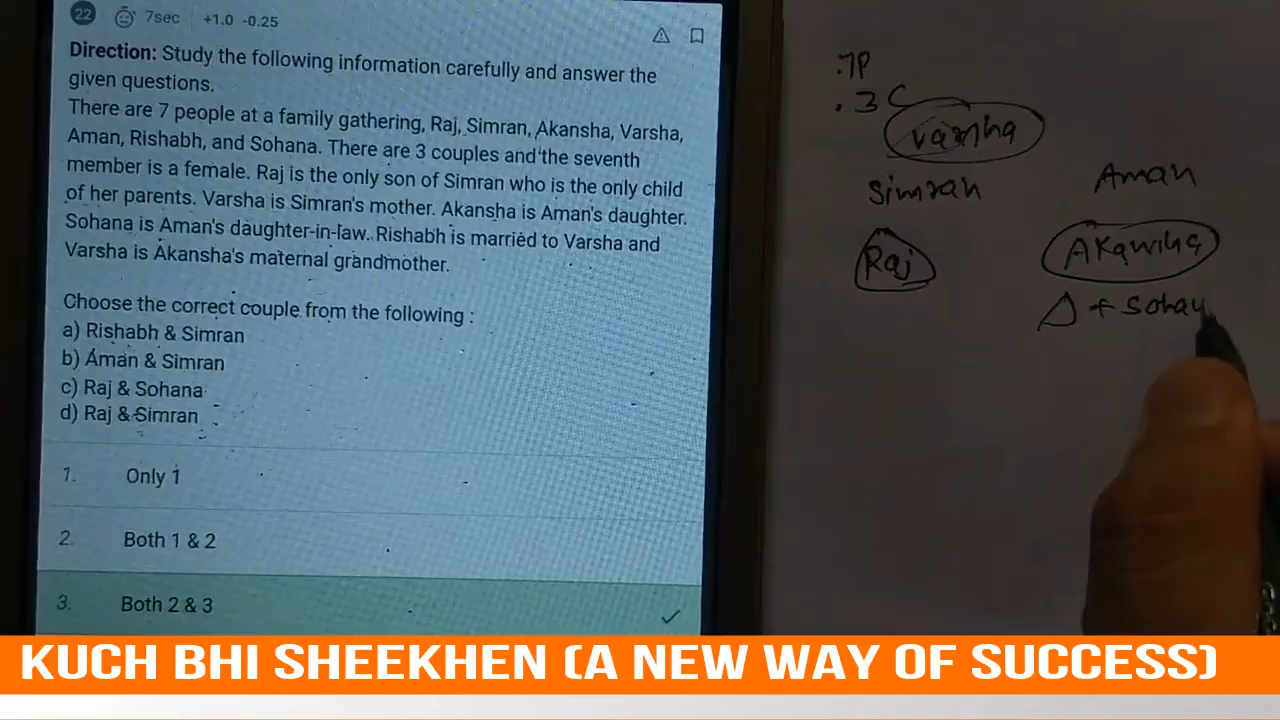 22 7sec +1.0 -0.25
Direction: Study the following information carefully and answer the
given questions.
There are 7 people at a family gathering, Raj, Simran, Akansha, Varsha,
Aman, Rishabh, and Sohana. There are 3 couples and the seventh
member is a female. Raj is the only son of Simran who is the only child
of her parents. Varsha is Simran's mother. Akansha is Aman's daughter.
Sohana is Aman's daughter-in-law. Rishabh is married to Varsha and
Varsha is Akansha's maternal grandmother.
Choose the correct couple from the following :
a) Rishabh & Simran
b) Aman & Simran
c) Raj & Sohana
d) Raj & Simran
1. Only 1
2. Both 1 & 2
3. Both 2 & 3
.7P
.3C
Varsha
Simran
Aman
Raj
Akansha
Δ + Sohay
KUCH BHI SHEEKHEN (A NEW WAY OF SUCCESS)